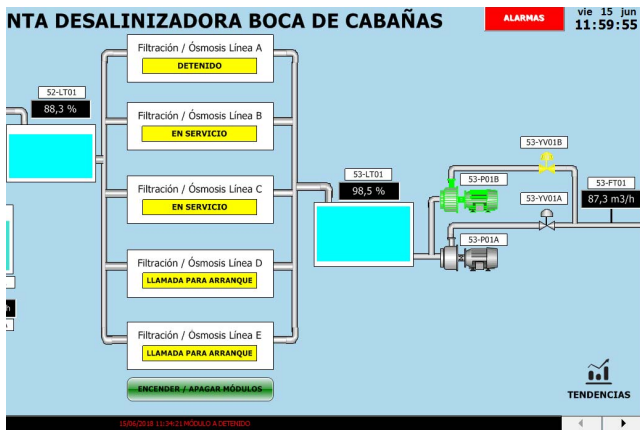 NTA DESALINIZADORA BOCA DE CABAÑAS
ALARMAS
vie 15 jun
11:59:55
Filtración / Ósmosis Línea A
DETENIDO
52-LT01
88,3 %
Filtración / Ósmosis Línea B
EN SERVICIO
53-YV01B
53-LT01
98,5 %
53-P01B
53-FT01
87,3 m3/h
Filtración / Ósmosis Línea C
EN SERVICIO
53-YV01A
53-P01A
Filtración / Ósmosis Línea D
LLAMADA PARA ARRANQUE
Filtración / Ósmosis Línea E
LLAMADA PARA ARRANQUE
ENCENDER / APAGAR MÓDULOS
TENDENCIAS
15/06/2018 11:34:21 MÓDULO A DETENIDO